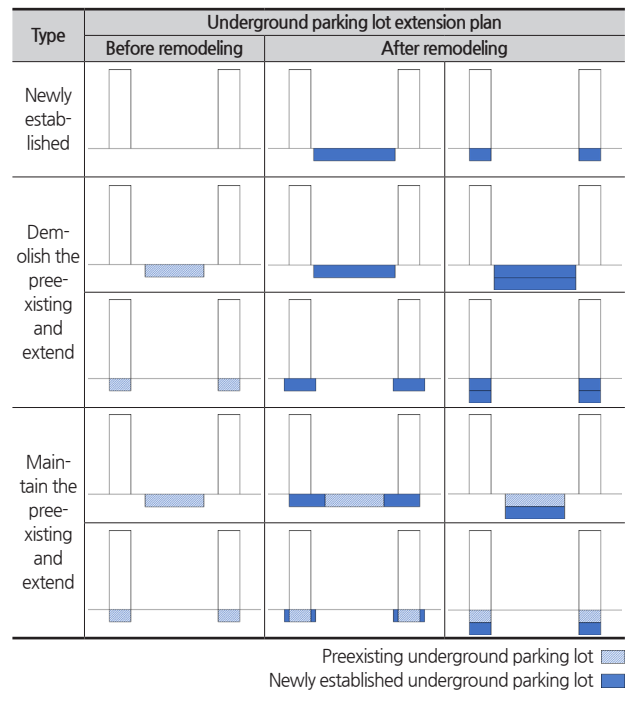 Type
Underground parking lot extension plan
Before remodeling
After remodeling
Newly
estab-
lished
Dem-
olish the
pree-
xisting
and
extend
Main-
tain the
pree-
xisting
and
extend
Preexisting underground parking lot
Newly established underground parking lot